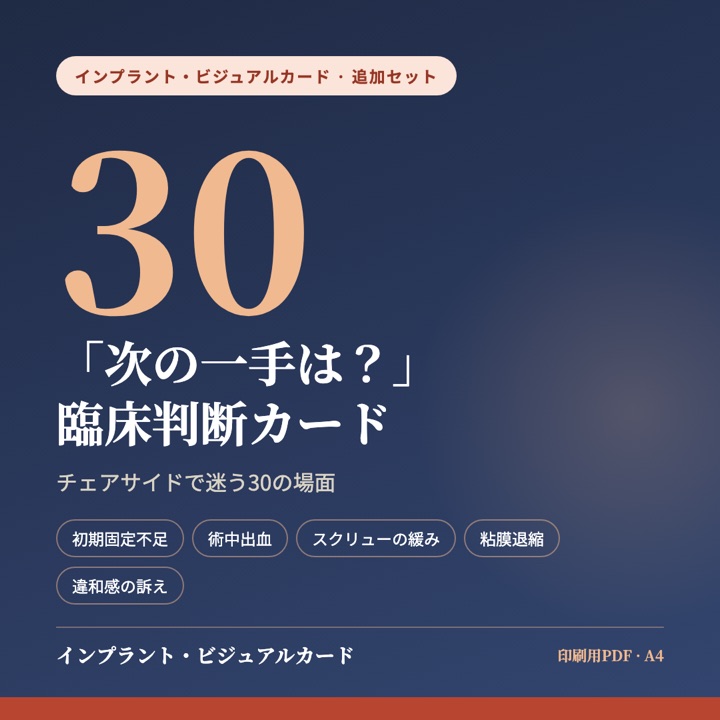 インプラント・ビジュアルカード · 追加セット
30
「次の一手は？」
臨床判断カード
チェアサイドで迷う30の場面
初期固定不足 術中出血 スクリューの緩み 粘膜退縮
違和感の訴え
インプラント・ビジュアルカード 印刷用PDF · A4